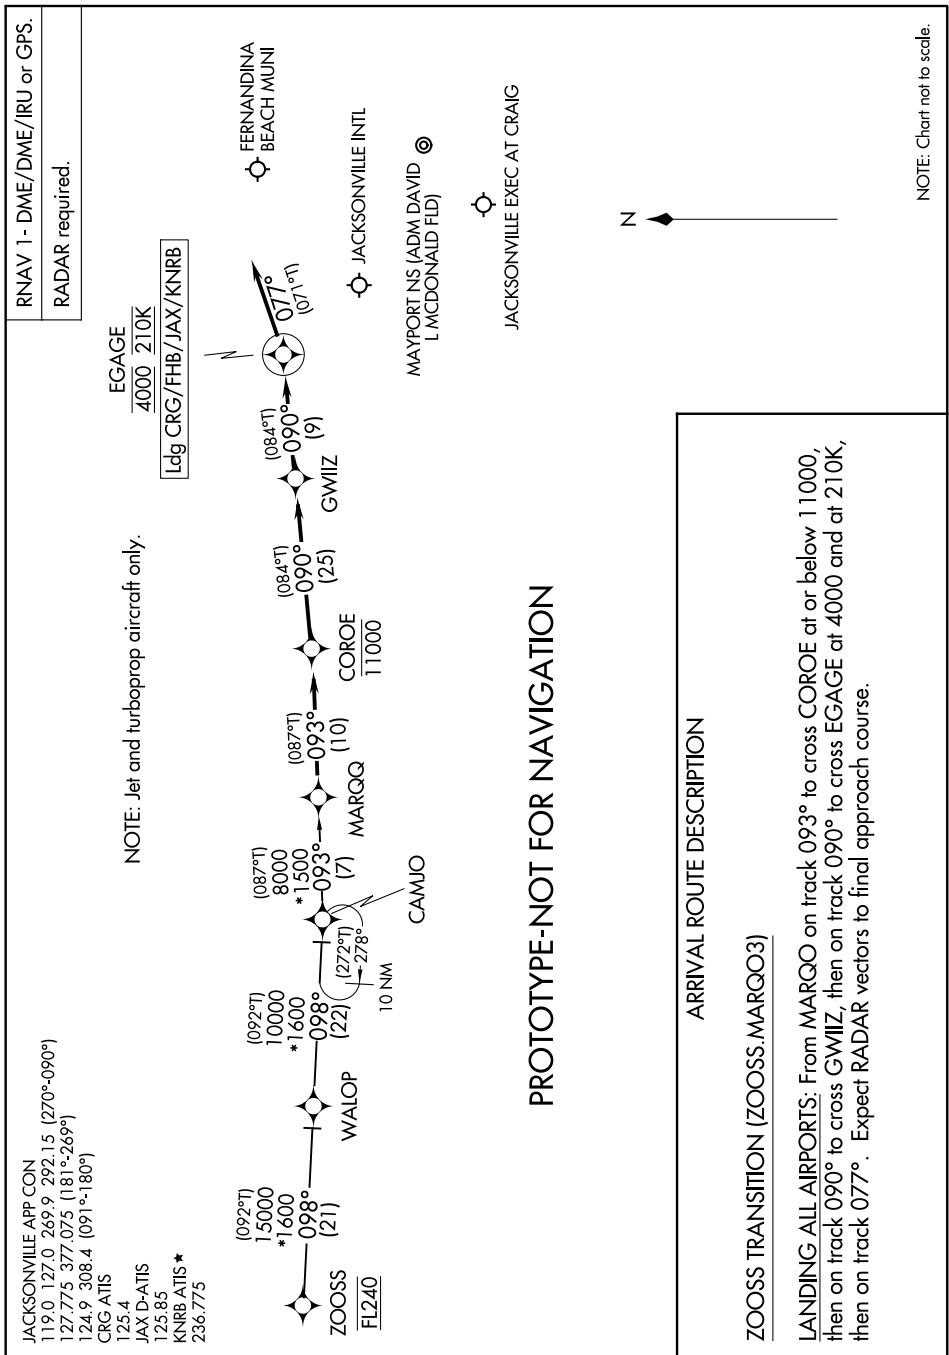 JACKSONVILLE APP CON
119.0 127.0 269.9 292.15 (270°-090°)
127.775 377.075 (181°-269°)
124.9 308.4 (091°-180°)
CRG ATIS
125.4
JAX D-ATIS
125.85
KNRB ATIS ★
236.775
RNAV 1 - DME/DME/IRU or GPS.
RADAR required.
NOTE: Jet and turboprop aircraft only.
EGAGE
4000 210K
Ldg CRG/FHB/JAX/KNRB
ZOOSS
FL240
(092°T)
15000
*1600
098°
(21)
WALOP
(092°T)
10000
*1600
098°
(22)
(272°T)
278°
10 NM
CAMJO
(087°T)
8000
*1500
093°
(7)
MARQQ
(087°T)
093°
(10)
COROE
11000
(084°T)
090°
(25)
GWIIZ
(084°T)
090°
(9)
077°
(071°T)
FERNANDINA
BEACH MUNI
JACKSONVILLE INTL
MAYPORT NS (ADM DAVID
L MCDONALD FLD)
JACKSONVILLE EXEC AT CRAIG
N
PROTOTYPE-NOT FOR NAVIGATION
NOTE: Chart not to scale.
ARRIVAL ROUTE DESCRIPTION
ZOOSS TRANSITION (ZOOSS.MARQO3)
LANDING ALL AIRPORTS: From MARQO on track 093° to cross COROE at or below 11000,
then on track 090° to cross GWIIZ, then on track 090° to cross EGAGE at 4000 and at 210K,
then on track 077°. Expect RADAR vectors to final approach course.